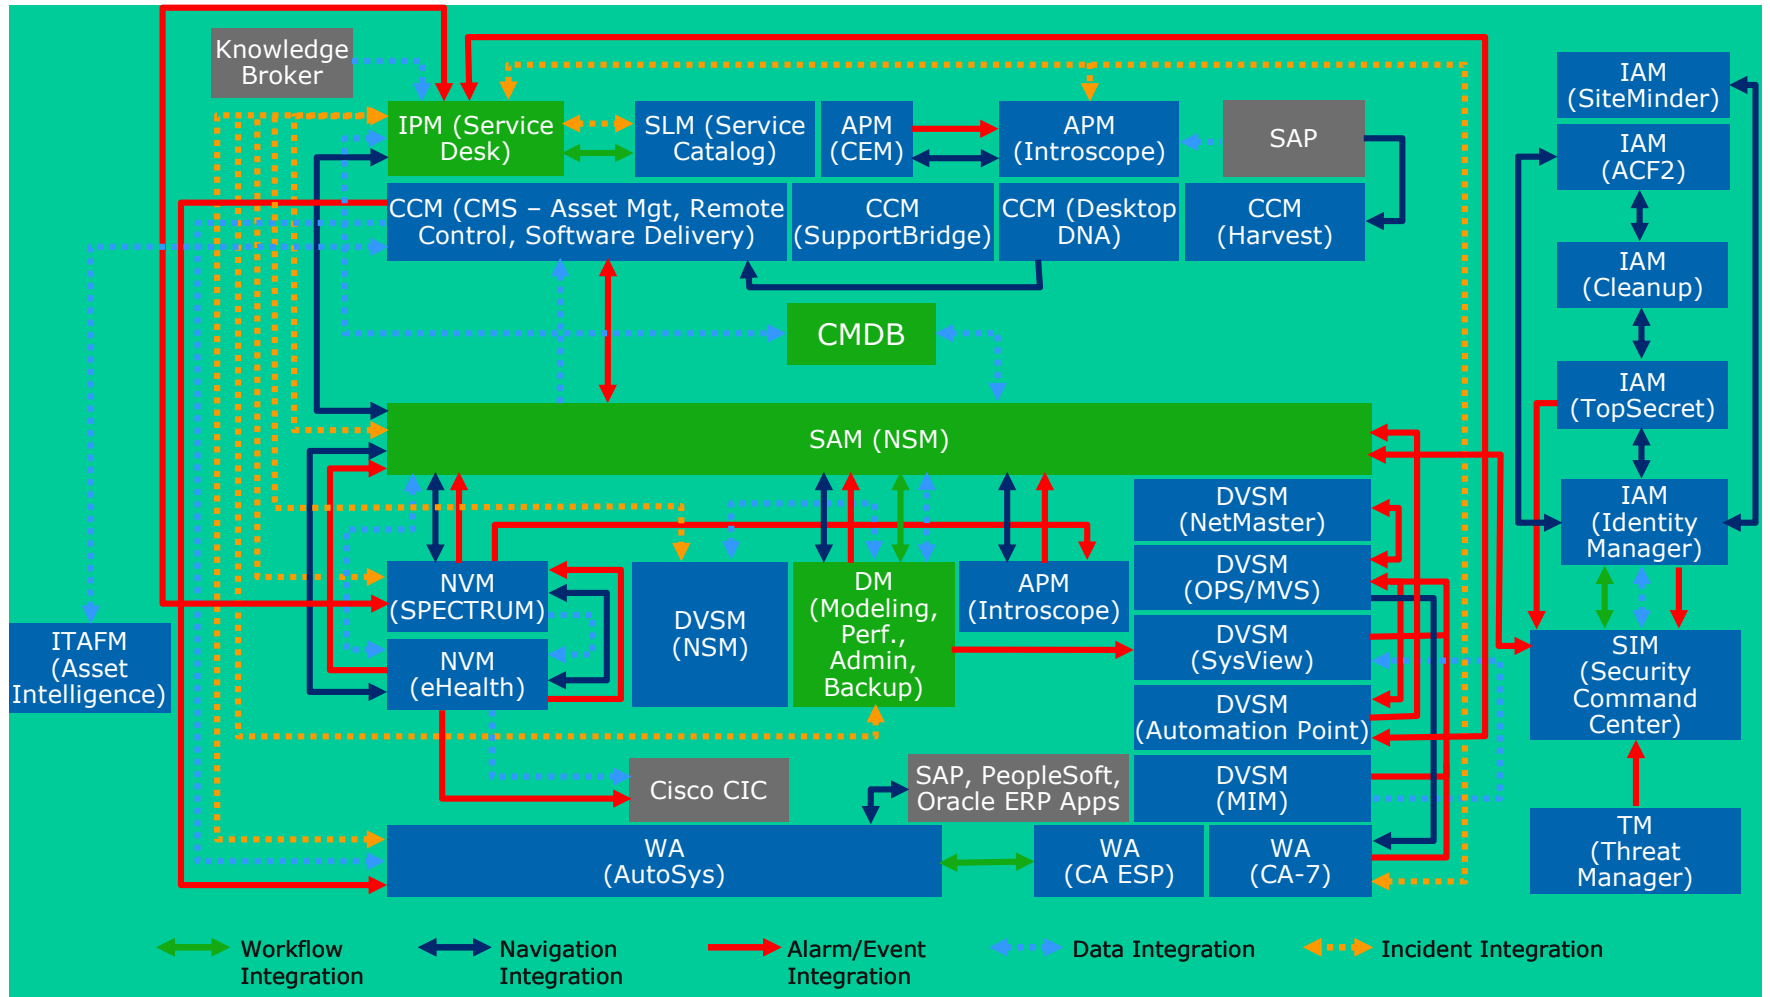 Knowledge
Broker
IPM (Service
Desk)
SLM (Service
Catalog)
APM
(CEM)
APM
(Introscope)
SAP
CCM (CMS – Asset Mgt, Remote
Control, Software Delivery)
CCM
(SupportBridge)
CCM (Desktop
DNA)
CCM
(Harvest)
CMDB
SAM (NSM)
IAM
(SiteMinder)
IAM
(ACF2)
IAM
(Cleanup)
IAM
(TopSecret)
IAM
(Identity
Manager)
ITAFM
(Asset
Intelligence)
NVM
(SPECTRUM)
NVM
(eHealth)
DVSM
(NSM)
DM
(Modeling,
Perf.,
Admin,
Backup)
APM
(Introscope)
DVSM
(NetMaster)
DVSM
(OPS/MVS)
DVSM
(SysView)
DVSM
(Automation Point)
DVSM
(MIM)
SIM
(Security
Command
Center)
Cisco CIC
SAP, PeopleSoft,
Oracle ERP Apps
WA
(AutoSys)
WA
(CA ESP)
WA
(CA-7)
TM
(Threat
Manager)
Workflow
Integration
Navigation
Integration
Alarm/Event
Integration
Data Integration
Incident Integration